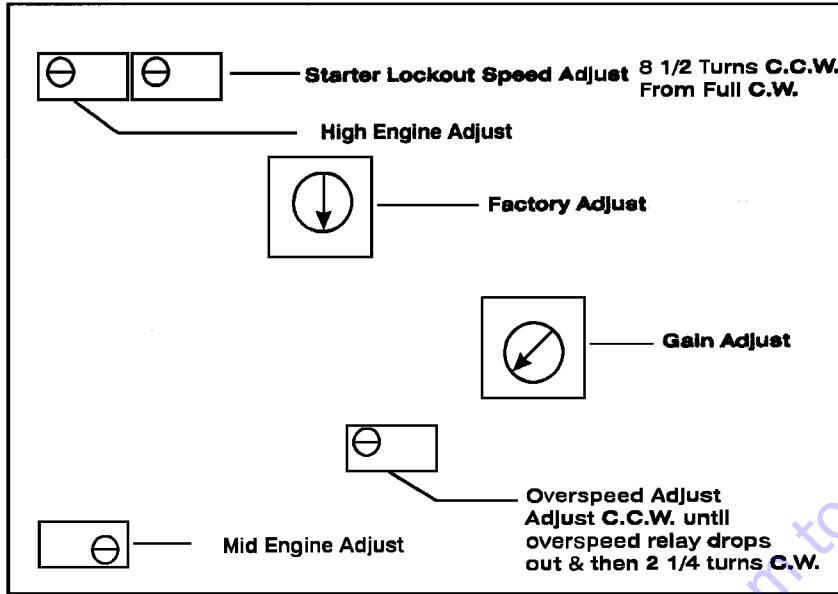 Starter Lockout Speed Adjust 8 1/2 Turns C.C.W.
From Full C.W.
High Engine Adjust
Factory Adjust
Gain Adjust
Overspeed Adjust
Adjust C.C.W. until
overspeed relay drops
out & then 2 1/4 turns C.W.
Mid Engine Adjust